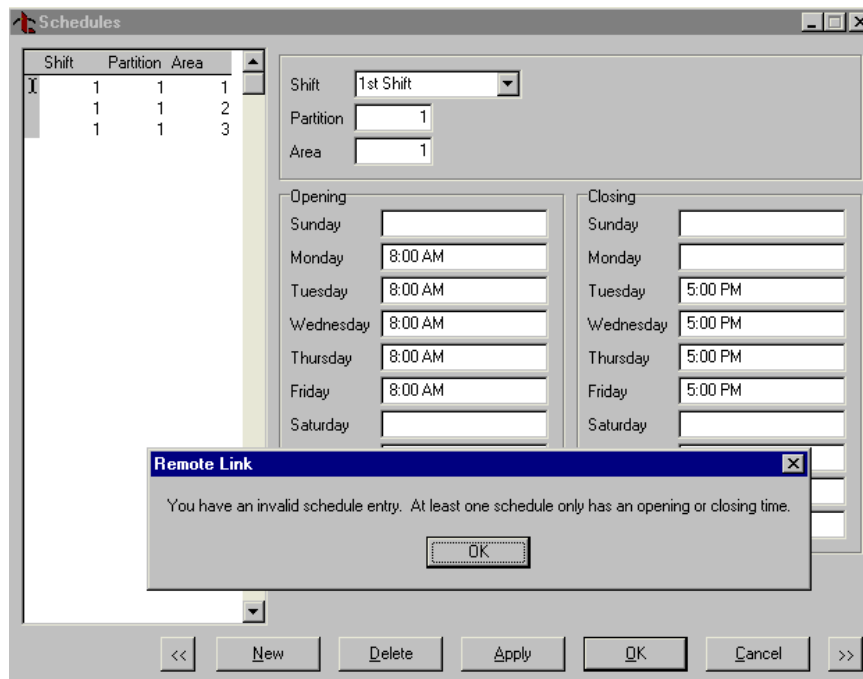 Schedules
Shift Partition Area
1 1 1
1 1 2
1 1 3
Shift 1st Shift
Partition 1
Area 1
Opening
Sunday
Monday 8:00 AM
Tuesday 8:00 AM
Wednesday 8:00 AM
Thursday 8:00 AM
Friday 8:00 AM
Saturday
Closing
Sunday
Monday
Tuesday 5:00 PM
Wednesday 5:00 PM
Thursday 5:00 PM
Friday 5:00 PM
Saturday
Remote Link
You have an invalid schedule entry. At least one schedule only has an opening or closing time.
OK
<< New Delete Apply OK Cancel >>